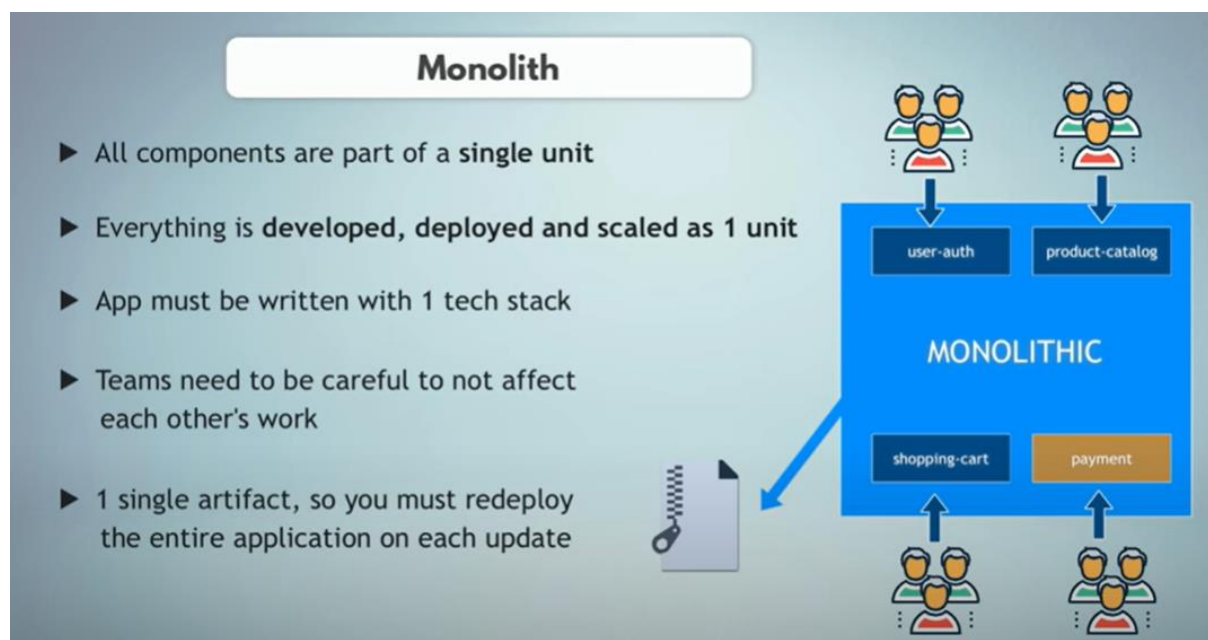 Monolith
All components are part of a single unit
Everything is developed, deployed and scaled as 1 unit
App must be written with 1 tech stack
Teams need to be careful to not affect
each other's work
1 single artifact, so you must redeploy
the entire application on each update
user-auth
product-catalog
MONOLITHIC
shopping-cart
payment